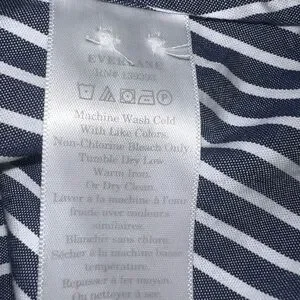 EVERLANE
Machine Wash Cold
With Like Colors.
Non-Chlorine Bleach Only
Tumble Dry Low
Warm Iron.
Or Dry Clean.
Laver à la machine à l'eau
froide avec couleurs
similaires.
Blanchir sans chlore.
Sécher à la machine basse
température.
Repasser à fer moyen.
Ou nettoyer à sec